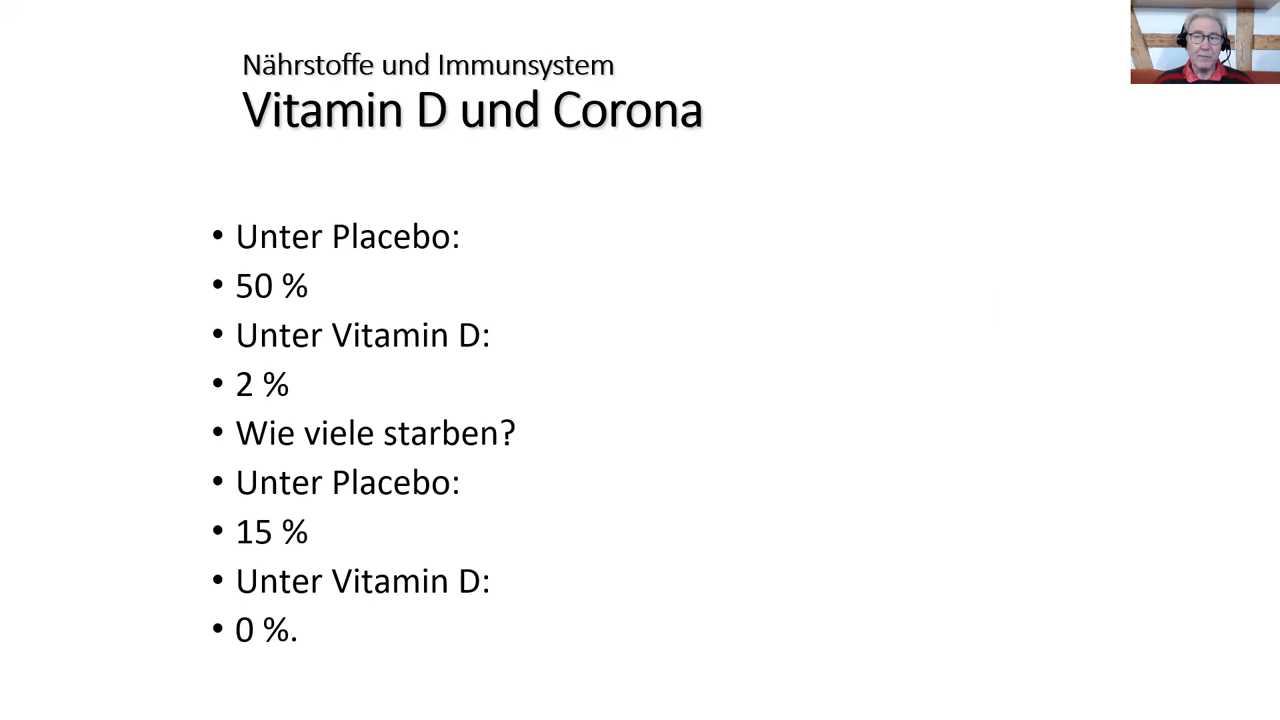 Nährstoffe und Immunsystem
Vitamin D und Corona
• Unter Placebo:
• 50 %
• Unter Vitamin D:
• 2 %
• Wie viele starben?
• Unter Placebo:
• 15 %
• Unter Vitamin D:
• 0 %.